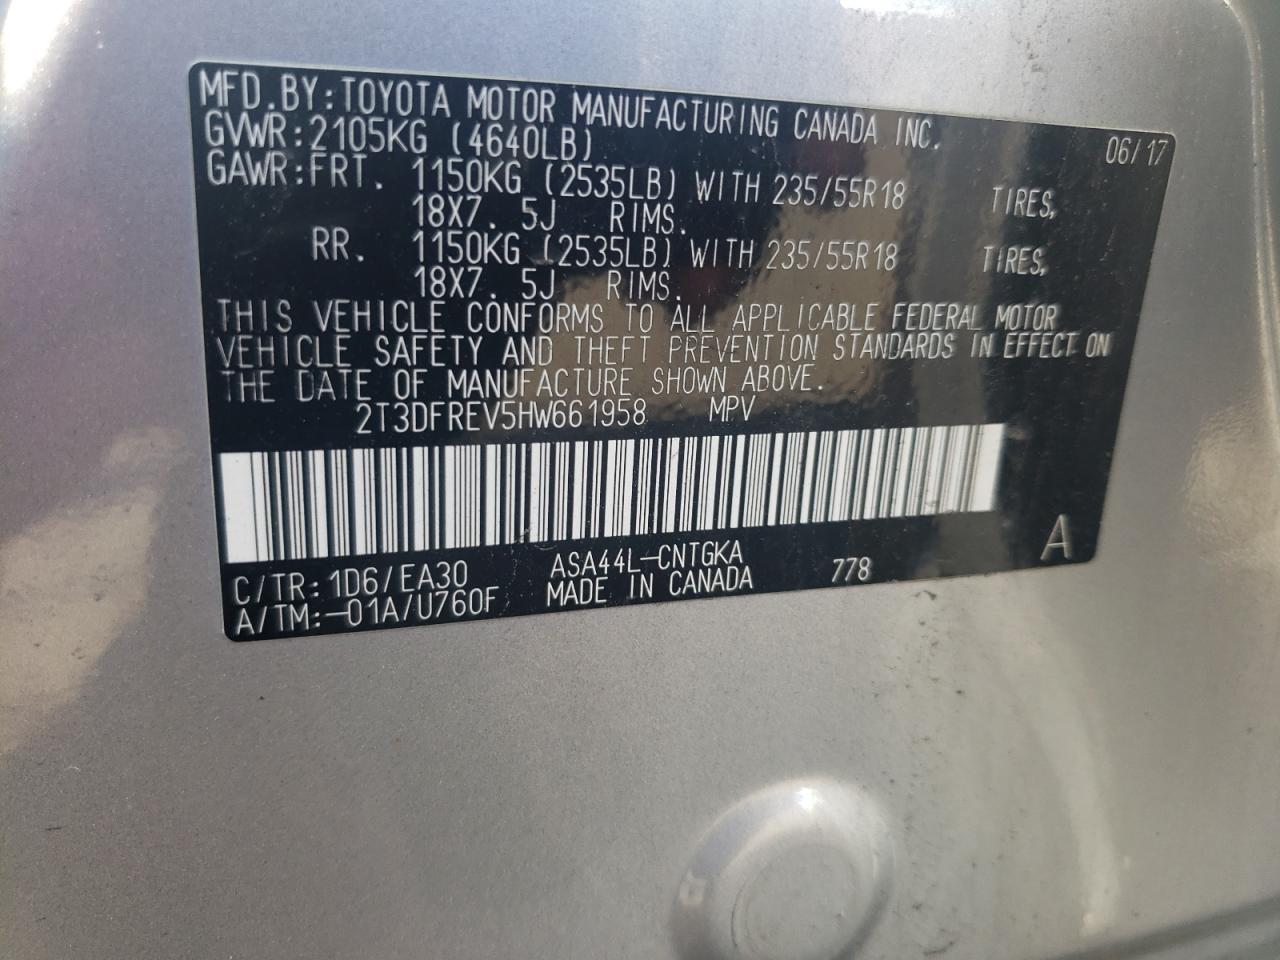 MFD.BY:TOYOTA MOTOR MANUFACTURING CANADA INC. 06/17
GVWR:2105KG (4640LB)
GAWR:FRT. 1150KG (2535LB) WITH 235/55R18 TIRES,
18X7. 5J RIMS.
RR. 1150KG (2535LB) WITH 235/55R18 TIRES,
18X7. 5J RIMS.
THIS VEHICLE CONFORMS TO ALL APPLICABLE FEDERAL MOTOR
VEHICLE SAFETY AND THEFT PREVENTION STANDARDS IN EFFECT ON
THE DATE OF MANUFACTURE SHOWN ABOVE.
2T3DFREV5HW661958 MPV
C/TR:1D6/EA30 ASA44L-CNTGKA 778 A
A/TM:-01A/U760F MADE IN CANADA